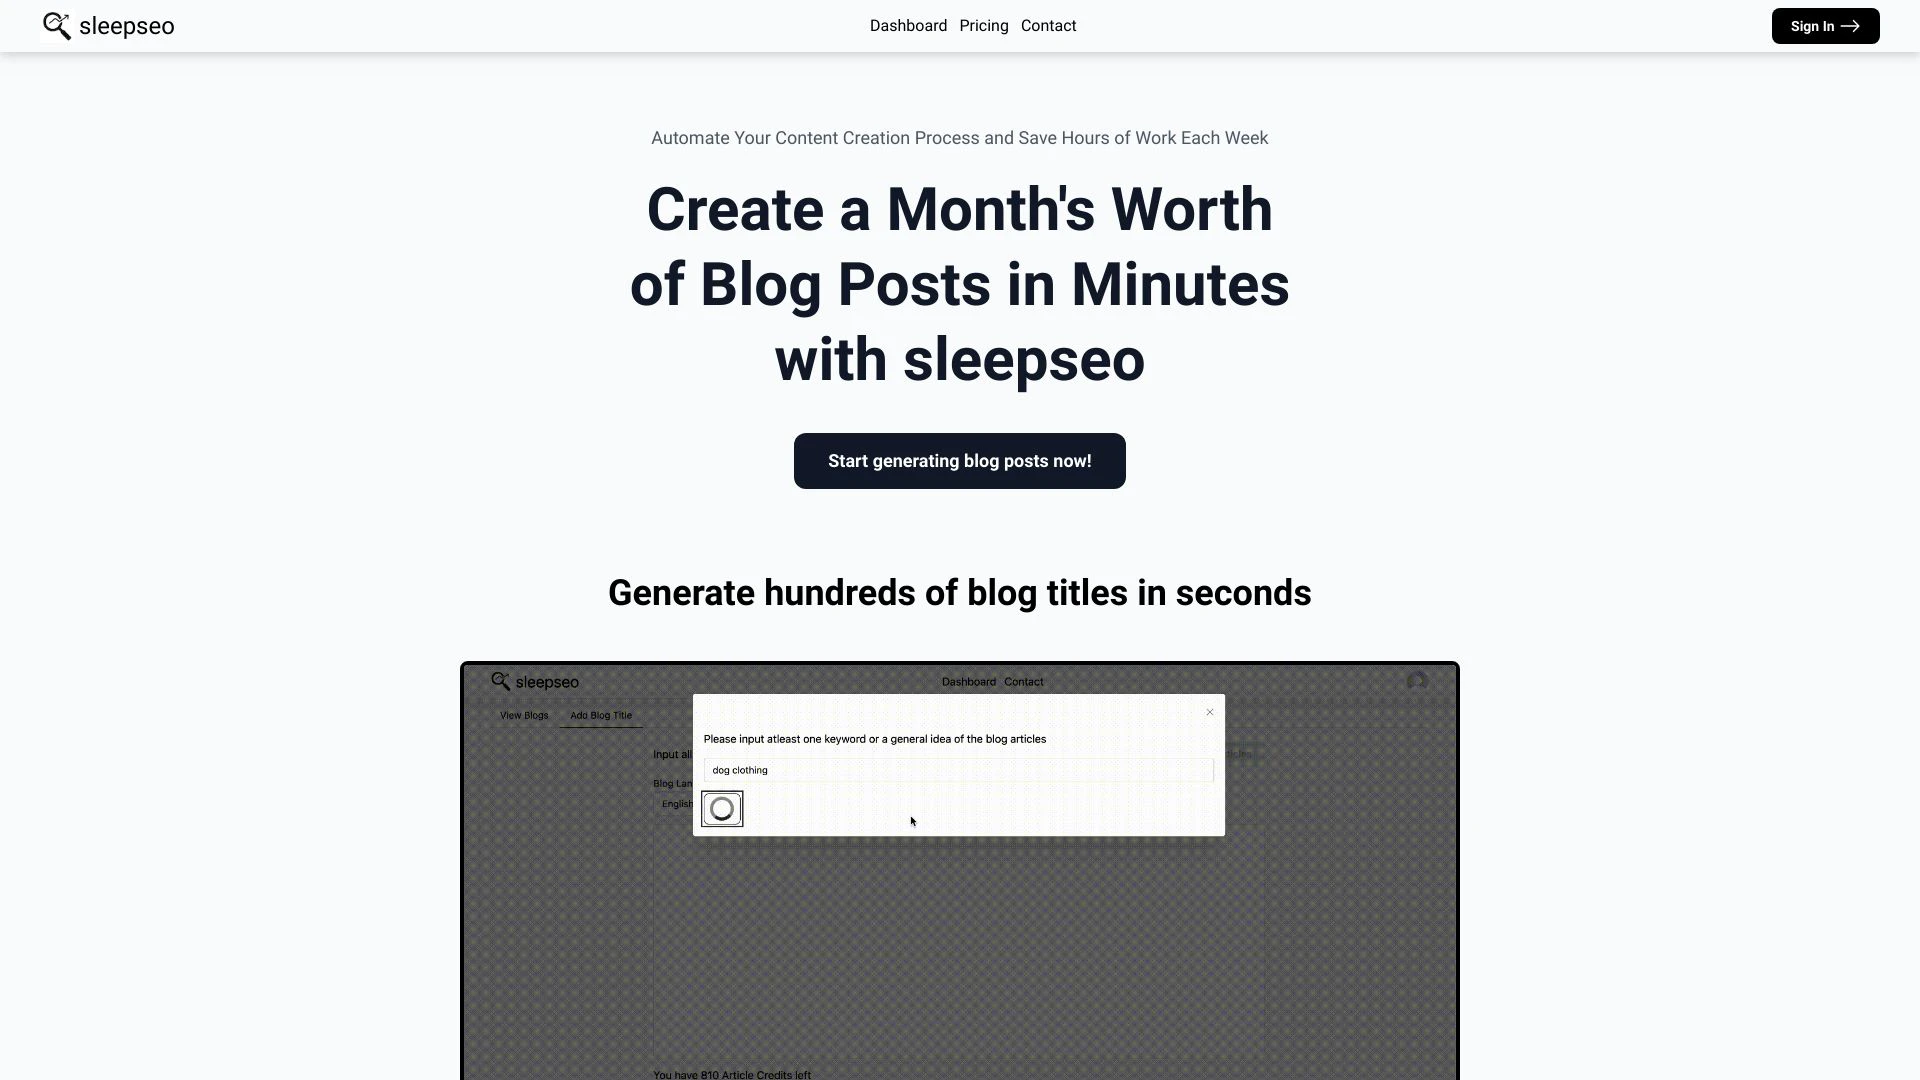 sleepseo
Dashboard Pricing Contact
Sign In
Automate Your Content Creation Process and Save Hours of Work Each Week
Create a Month's Worth
of Blog Posts in Minutes
with sleepseo
Start generating blog posts now!
Generate hundreds of blog titles in seconds
sleepseo
Dashboard Contact
View Blogs Add Blog Title
Please input atleast one keyword or a general idea of the blog articles
Input all
dog clothing
Blog Lan
English
You have 810 Article Credits left